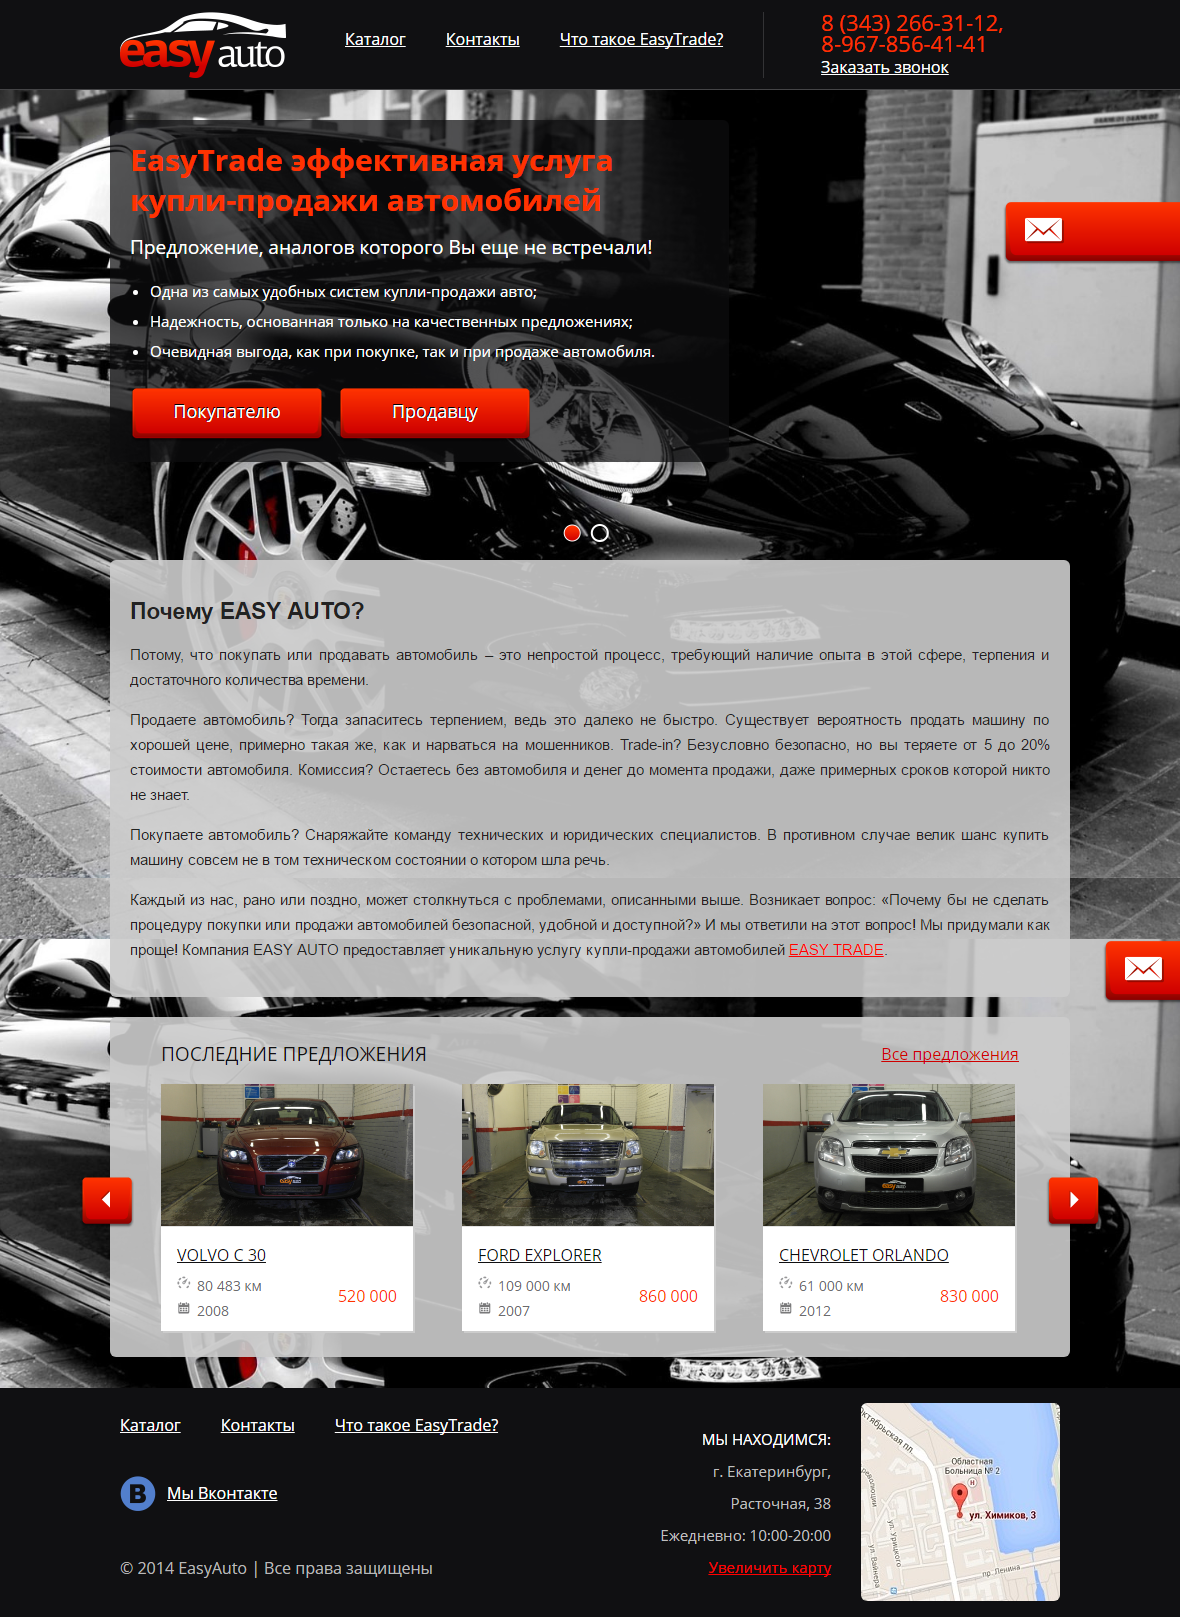 easy auto
Каталог
Контакты
Что такое EasyTrade?
8 (343) 266-31-12,
8-967-856-41-41
Заказать звонок
EasyTrade эффективная услуга
купли-продажи автомобилей
Предложение, аналогов которого Вы еще не встречали!
Одна из самых удобных систем купли-продажи авто;
Надежность, основанная только на качественных предложениях;
Очевидная выгода, как при покупке, так и при продаже автомобиля.
Покупателю
Продавцу
Почему EASY AUTO?
Потому, что покупать или продавать автомобиль – это непростой процесс, требующий наличие опыта в этой сфере, терпения и
достаточного количества времени.
Продаете автомобиль? Тогда запаситесь терпением, ведь это далеко не быстро. Существует вероятность продать машину по
хорошей цене, примерно такая же, как и нарваться на мошенников. Trade-in? Безусловно безопасно, но вы теряете от 5 до 20%
стоимости автомобиля. Комиссия? Остаетесь без автомобиля и денег до момента продажи, даже примерных сроков которой никто
не знает.
Покупаете автомобиль? Снаряжайте команду технических и юридических специалистов. В противном случае велик шанс купить
машину совсем не в том техническом состоянии о котором шла речь.
Каждый из нас, рано или поздно, может столкнуться с проблемами, описанными выше. Возникает вопрос: «Почему бы не сделать
процедуру покупки или продажи автомобилей безопасной, удобной и доступной?» И мы ответили на этот вопрос! Мы придумали как
проще! Компания EASY AUTO предоставляет уникальную услугу купли-продажи автомобилей EASY TRADE.
ПОСЛЕДНИЕ ПРЕДЛОЖЕНИЯ
Все предложения
VOLVO C 30
80 483 км
2008
520 000
FORD EXPLORER
109 000 км
2007
860 000
CHEVROLET ORLANDO
61 000 км
2012
830 000
Каталог
Контакты
Что такое EasyTrade?
В Мы Вконтакте
© 2014 EasyAuto | Все права защищены
МЫ НАХОДИМСЯ:
г. Екатеринбург,
Расточная, 38
Ежедневно: 10:00-20:00
Увеличить карту
Октябрьская пл.
Областная
Больница № 2
ул. Химиков, 3
ул. Урицкого
ул. Вайнера
пр. Ленина